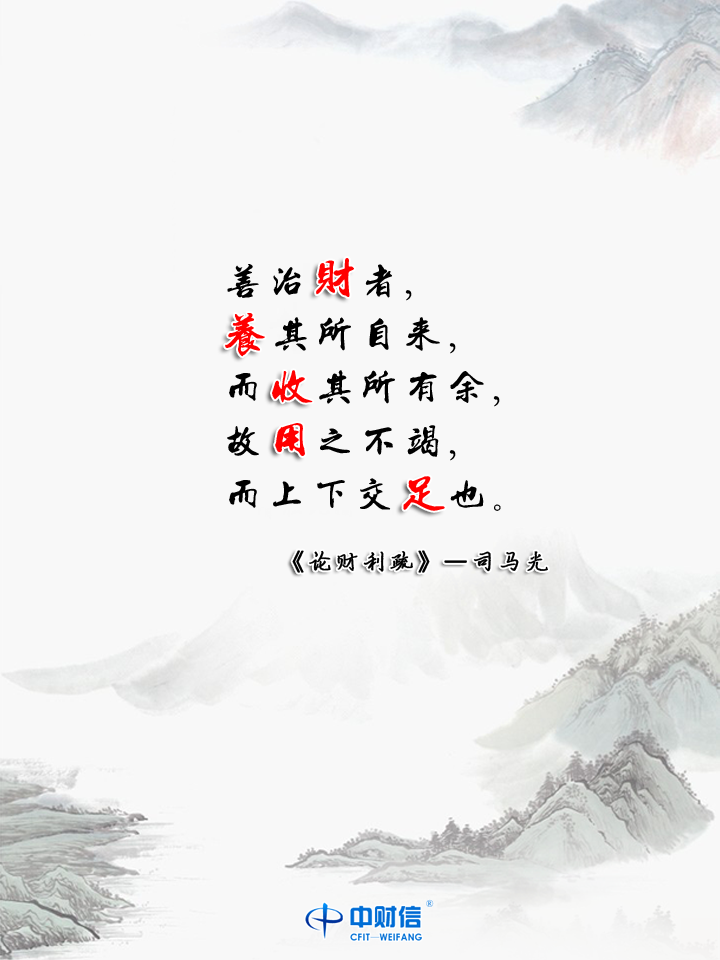 善治財者，
養其所自来，
而收其所有余，
故用之不竭，
而上下交足也。
《论财利疏》—司马光
中财信®
CFIT—WEIFANG